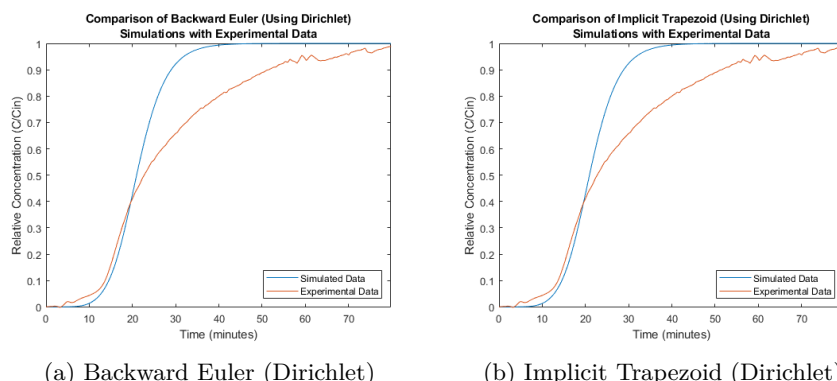 Comparison of Backward Euler (Using Dirichlet)
Simulations with Experimental Data
1
0.9
0.8
0.7
0.6
0.5
0.4
0.3
0.2
0.1
0
Relative Concentration (C/Cin)
Simulated Data
Experimental Data
0 10 20 30 40 50 60 70
Time (minutes)
(a) Backward Euler (Dirichlet)
Comparison of Implicit Trapezoid (Using Dirichlet)
Simulations with Experimental Data
1
0.9
0.8
0.7
0.6
0.5
0.4
0.3
0.2
0.1
0
Relative Concentration (C/Cin)
Simulated Data
Experimental Data
0 10 20 30 40 50 60 70
Time (minutes)
(b) Implicit Trapezoid (Dirichlet)